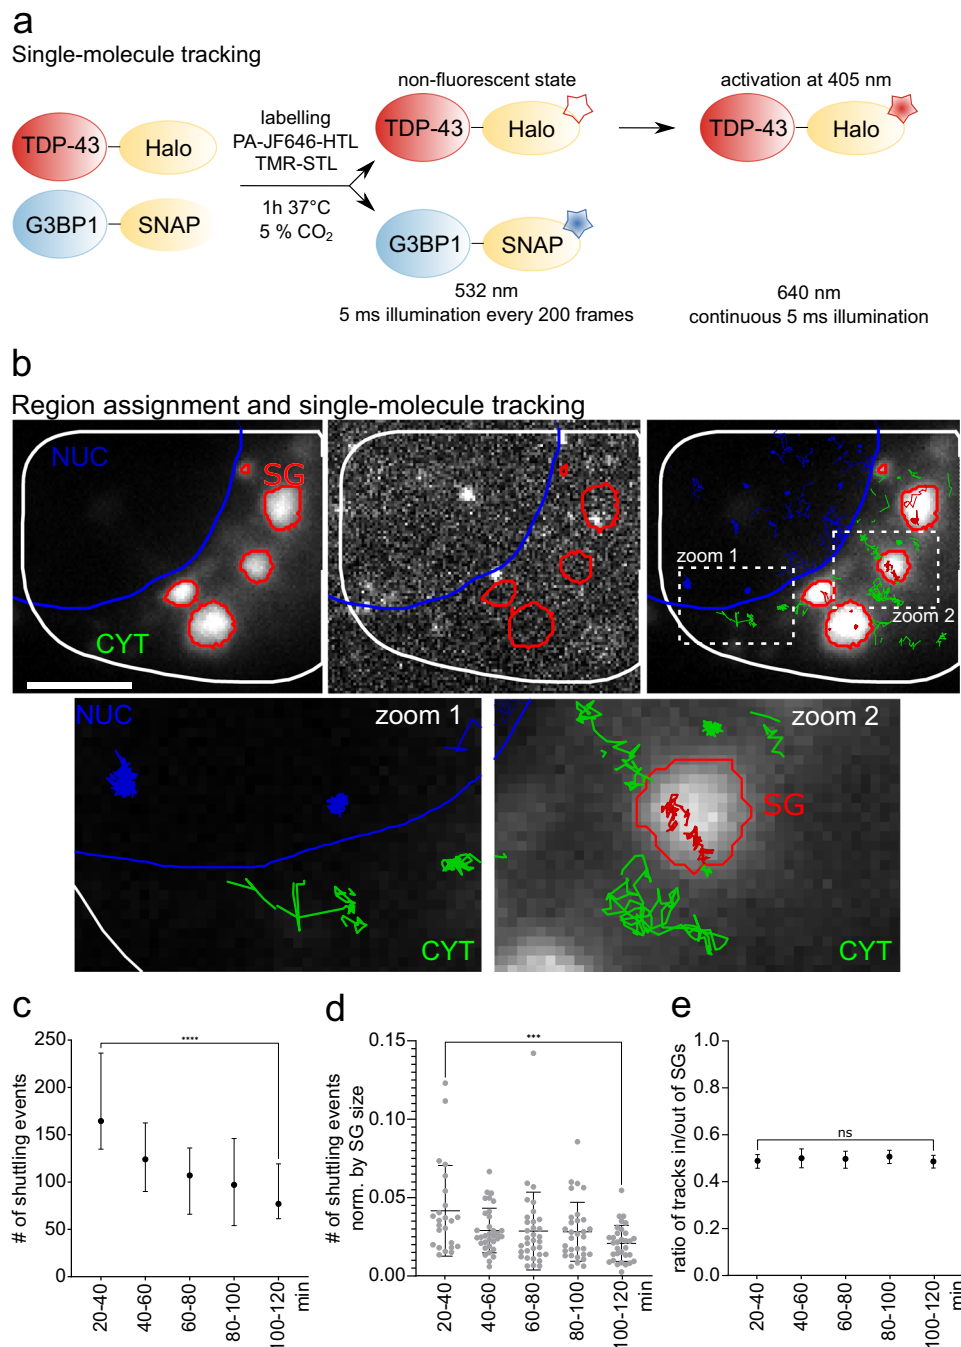 a
Single-molecule tracking
non-fluorescent state
activation at 405 nm
labelling
PA-JF646-HTL
TMR-STL
TDP-43
Halo
TDP-43
Halo
TDP-43
Halo
1h 37°C
5 % CO2
G3BP1
SNAP
G3BP1
SNAP
532 nm
5 ms illumination every 200 frames
640 nm
continuous 5 ms illumination
b
Region assignment and single-molecule tracking
NUC
SG
CYT
zoom 1
zoom 2
NUC
zoom 1
CYT
zoom 2
SG
CYT
c
# of shuttling events
250
200
150
100
50
0
****
20-40
40-60
60-80
80-100
100-120
min
d
# of shuttling events
norm. by SG size
0.15
0.10
0.05
0.00
***
20-40
40-60
60-80
80-100
100-120
min
e
ratio of tracks in/out of SGs
1.0
0.8
0.6
0.4
0.2
0.0
ns
20-40
40-60
60-80
80-100
100-120
min